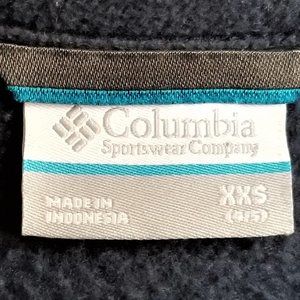 Columbia
Sportswear Company
XXS
(4/5)
MADE IN
INDONESIA